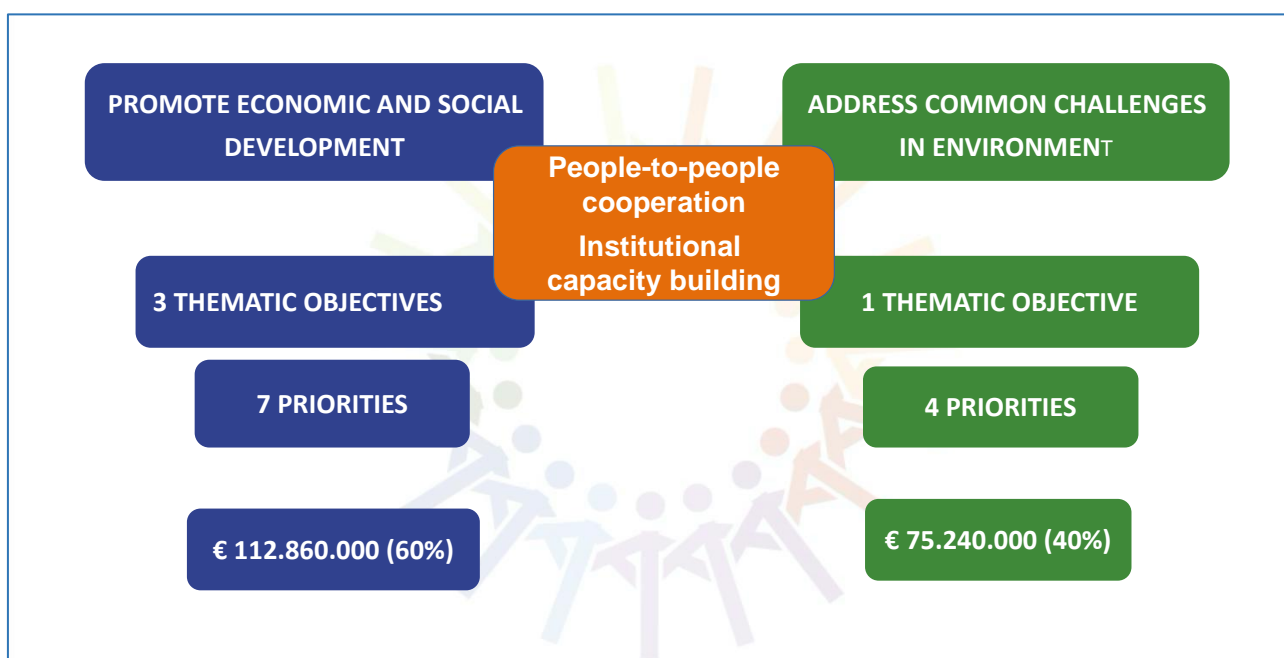 PROMOTE ECONOMIC AND SOCIAL
DEVELOPMENT
ADDRESS COMMON CHALLENGES
IN ENVIRONMENT
People-to-people
cooperation
Institutional
capacity building
3 THEMATIC OBJECTIVES
1 THEMATIC OBJECTIVE
7 PRIORITIES
4 PRIORITIES
€ 112.860.000 (60%)
€ 75.240.000 (40%)